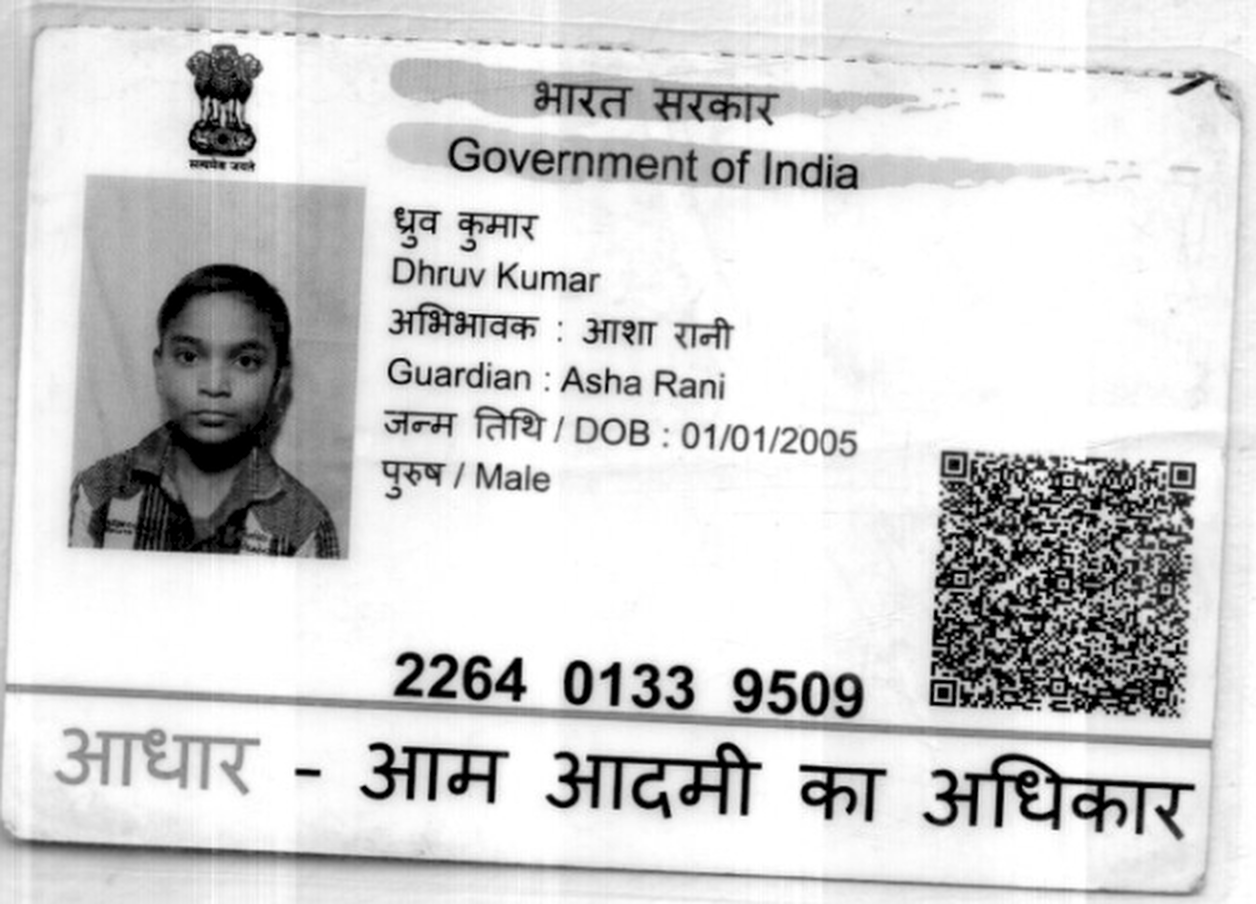 सत्यमेव जयते
भारत सरकार
Government of India
ध्रुव कुमार
Dhruv Kumar
अभिभावक : आशा रानी
Guardian : Asha Rani
जन्म तिथि / DOB : 01/01/2005
पुरुष / Male
2264 0133 9509
आधार - आम आदमी का अधिकार